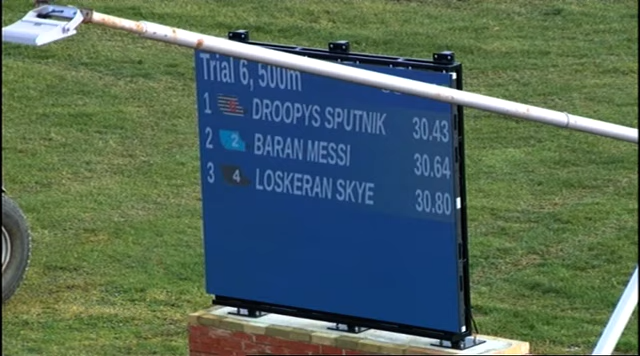 Trial 6, 500m
1 DROOPYS SPUTNIK 30.43
2 2 BARAN MESSI 30.64
3 4 LOSKERAN SKYE 30.80